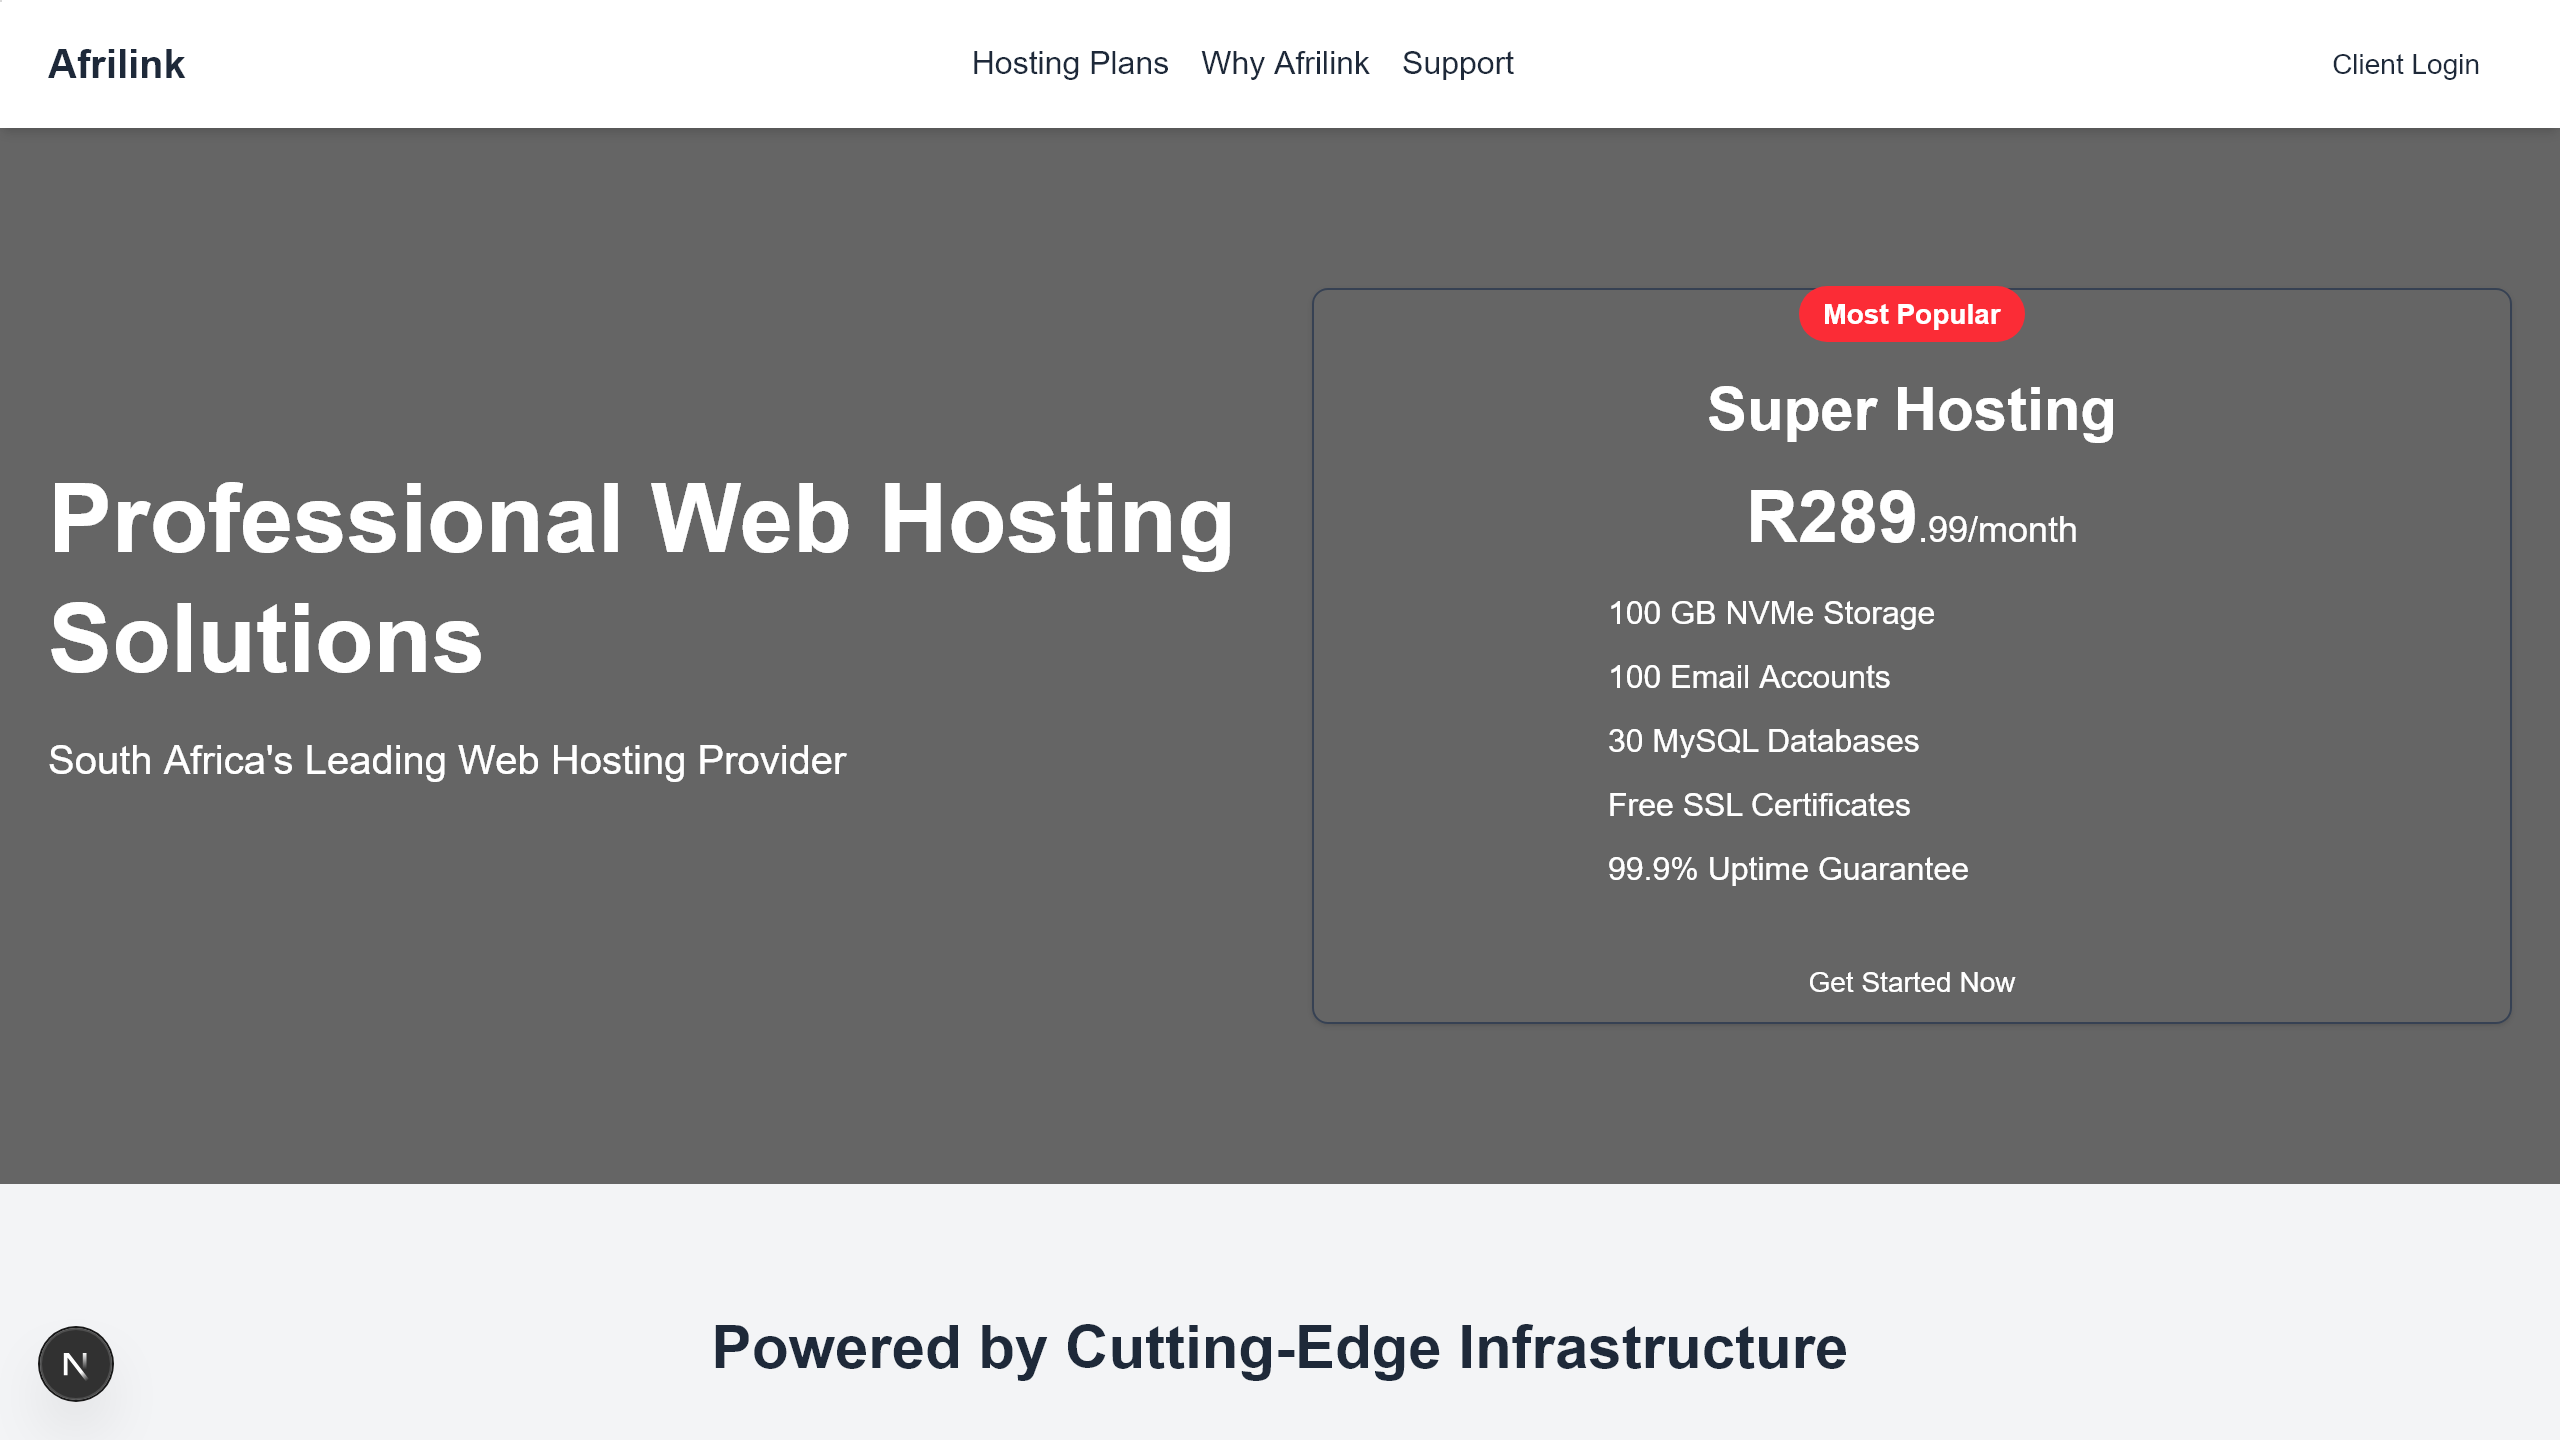 Afrilink
Hosting Plans
Why Afrilink
Support
Client Login
Professional Web Hosting
Solutions
South Africa's Leading Web Hosting Provider
Most Popular
Super Hosting
R289.99/month
100 GB NVMe Storage
100 Email Accounts
30 MySQL Databases
Free SSL Certificates
99.9% Uptime Guarantee
Get Started Now
Powered by Cutting-Edge Infrastructure
N